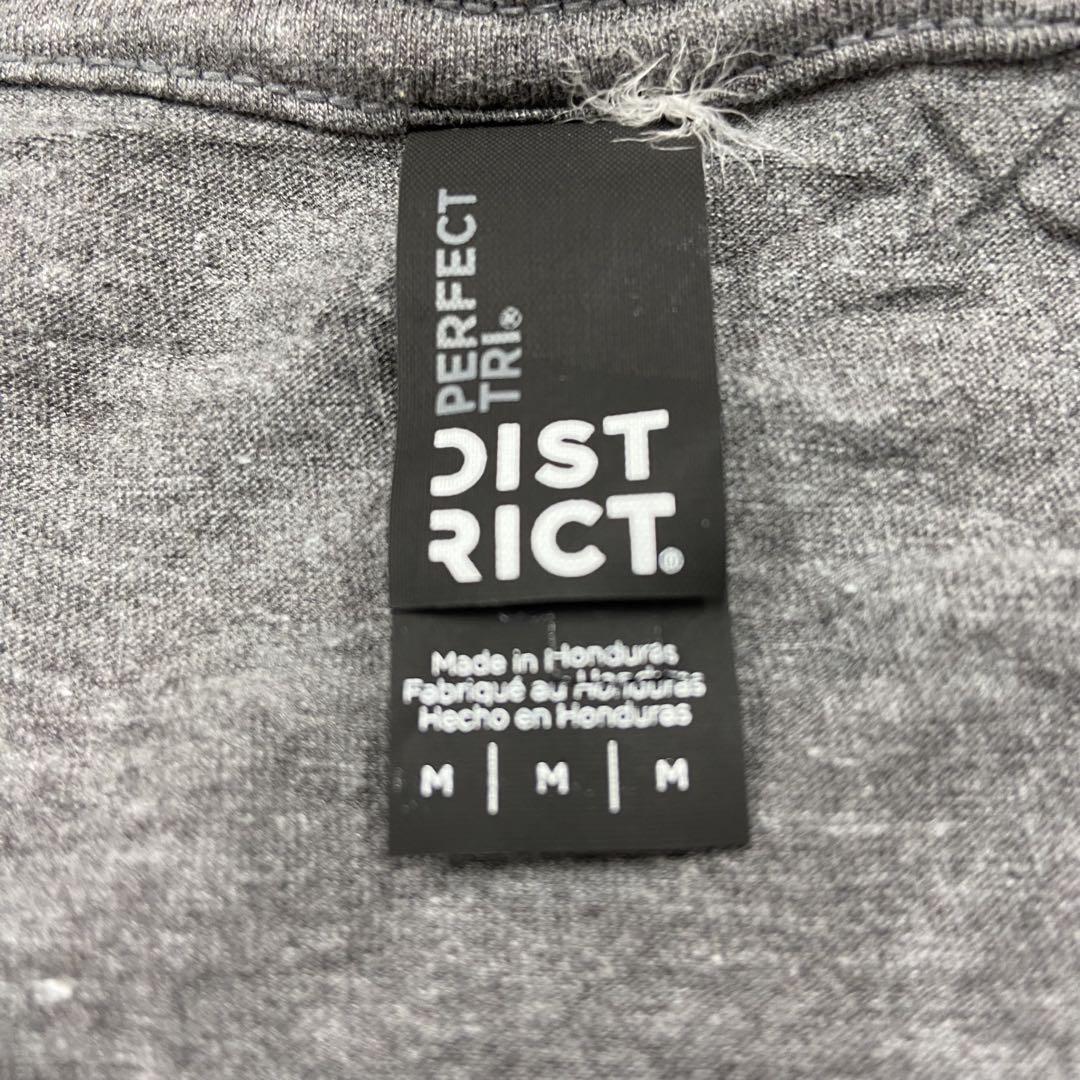 PERFECT
TRI®
DIST
RICT®
Made in Honduras
Fabriqué au Honduras
Hecho en Honduras
M | M | M